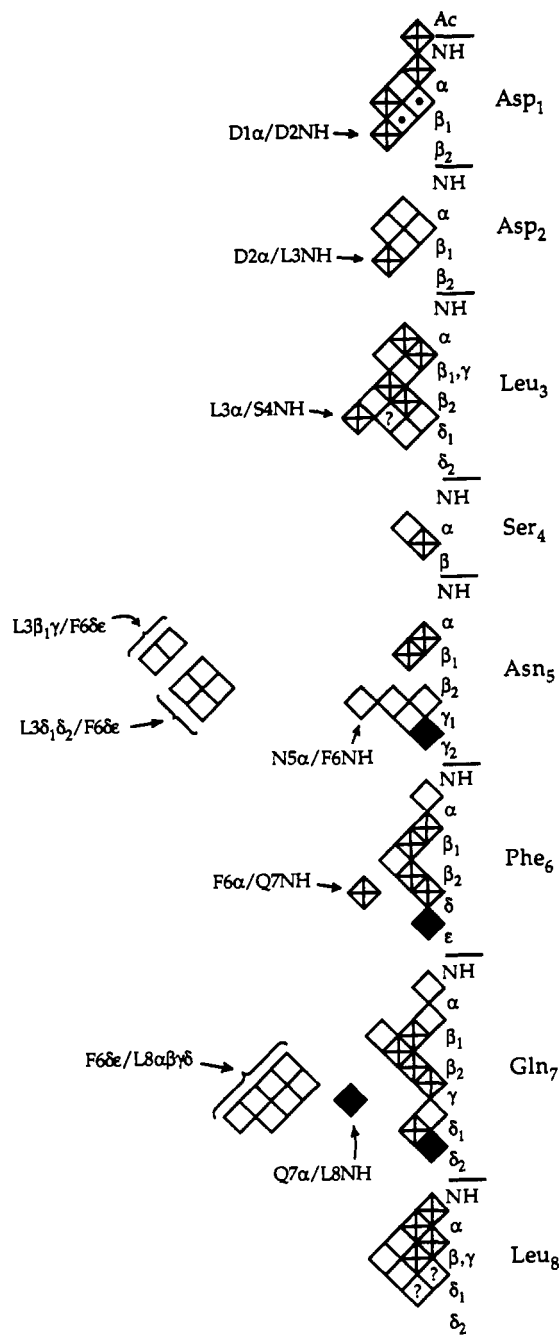 Ac
NH
α
Asp₁
β₁
D1α/D2NH
β₂
NH
α
Asp₂
β₁
D2α/L3NH
β₂
NH
α
β₁,γ
Leu₃
β₂
L3α/S4NH
?
δ₁
δ₂
NH
α
Ser₄
β
NH
L3β₁γ/F6δε
α
β₁
Asn₅
β₂
L3δ₁δ₂/F6δε
γ₁
N5α/F6NH
γ₂
NH
α
β₁
Phe₆
β₂
F6α/Q7NH
δ
ε
NH
α
β₁
F6δε/L8αβγδ
β₂
Gln₇
γ
δ₁
Q7α/L8NH
δ₂
NH
α
β,γ
Leu₈
?
?
δ₁
δ₂